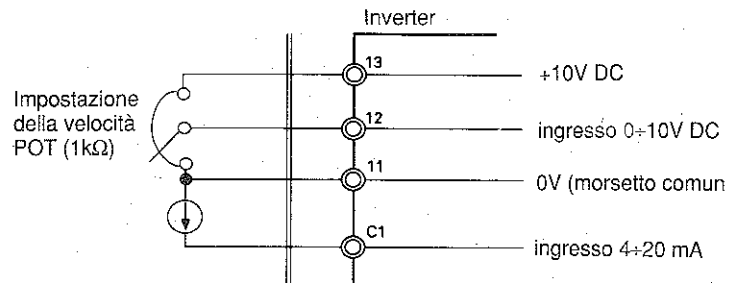 Inverter
13
+10V DC
Impostazione
della velocità
POT (1kΩ)
12
ingresso 0÷10V DC
11
0V (morsetto comun
C1
ingresso 4÷20 mA